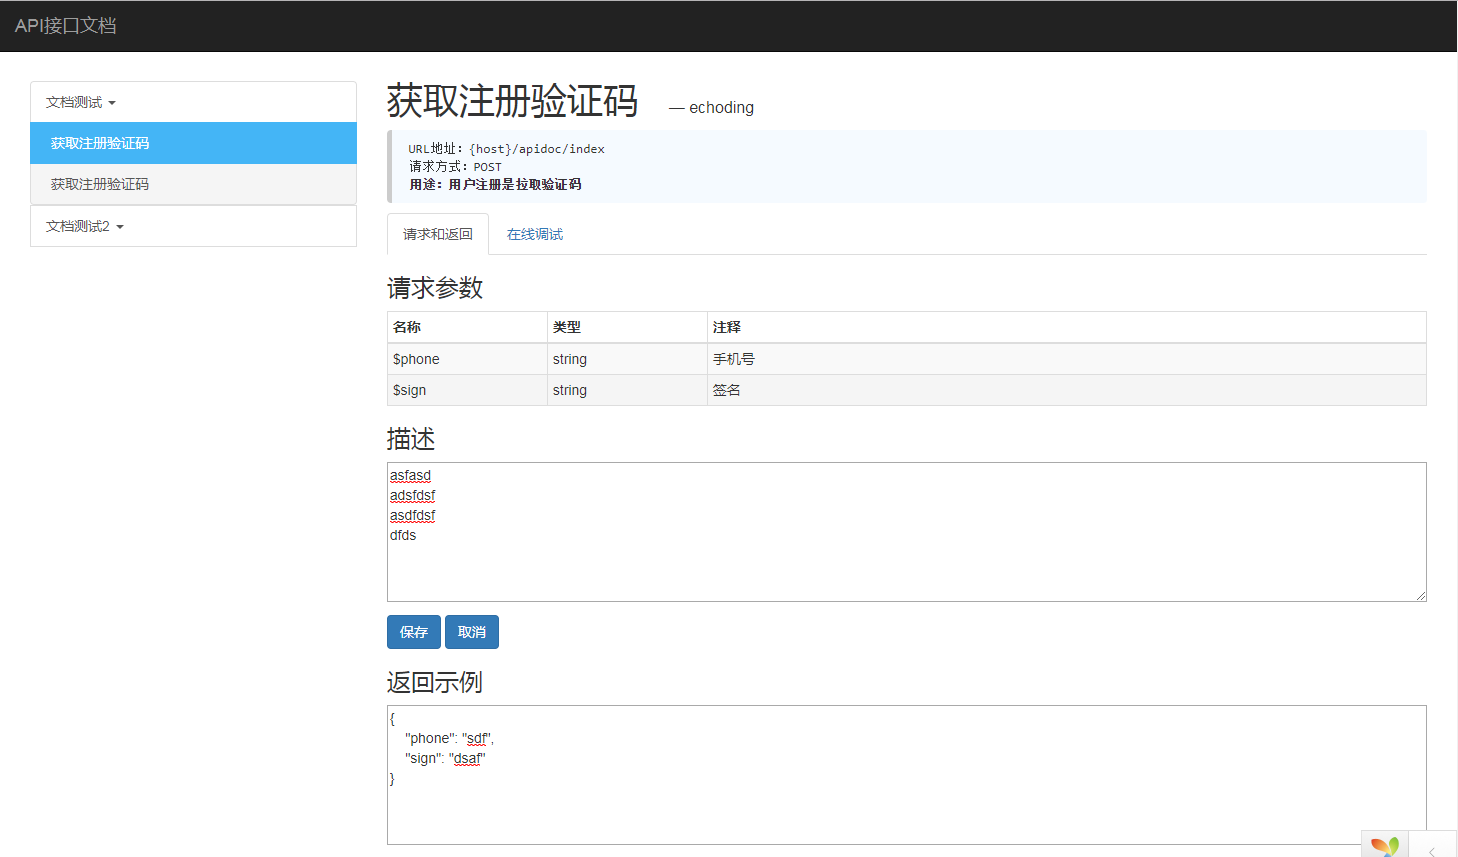 API接口文档
文档测试
获取注册验证码
获取注册验证码
文档测试2
获取注册验证码 — echoding
URL地址：{host}/apidoc/index
请求方式：POST
用途：用户注册是拉取验证码
请求和返回 在线调试
请求参数
名称 类型 注释
$phone string 手机号
$sign string 签名
描述
asfasd
adsfdsf
asdfdsf
dfds
保存 取消
返回示例
{
"phone": "sdf",
"sign": "dsaf"
}